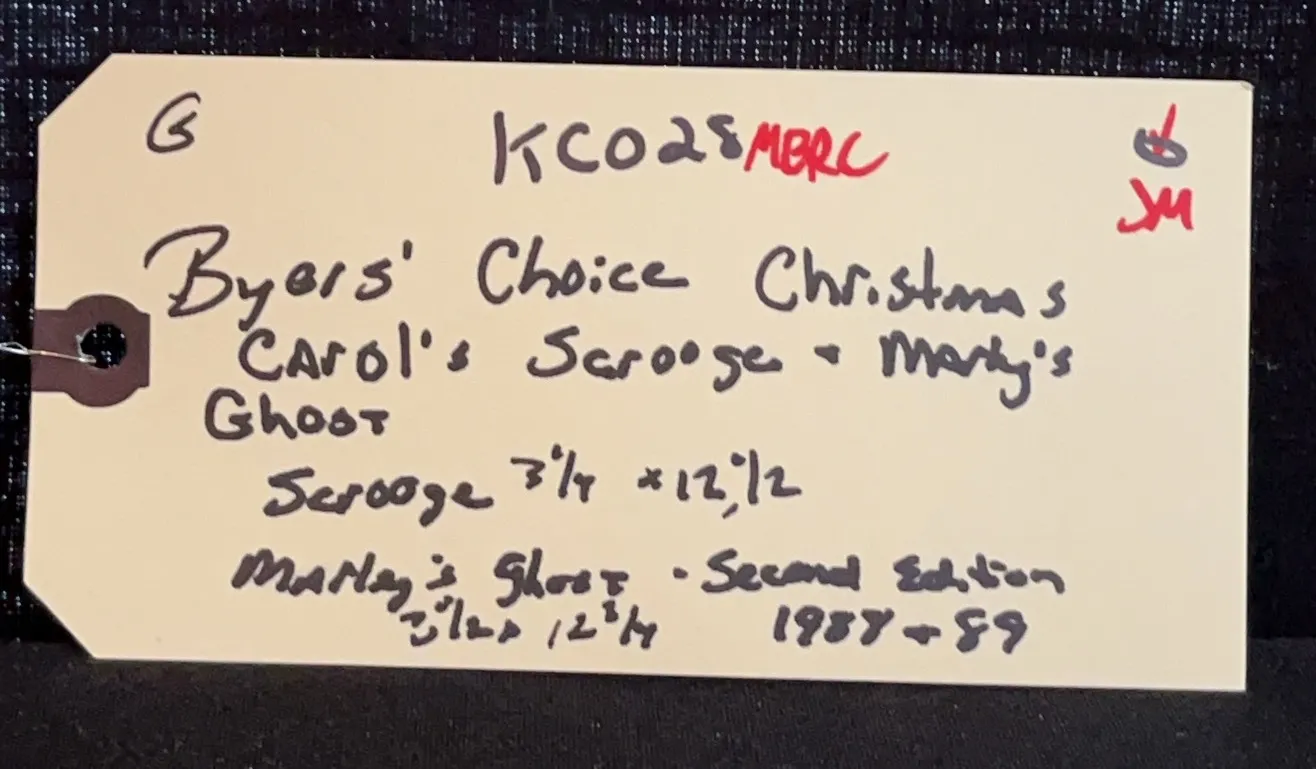 G KC028 MBRC
JM
Byers' Choice Christmas
Carol's Scrooge + Marly's
Ghost
Scrooge 3 1/4 x 12 1/2
Marley's Ghost - Second Edition
3 1/2 x 12 3/4 1988 + 89